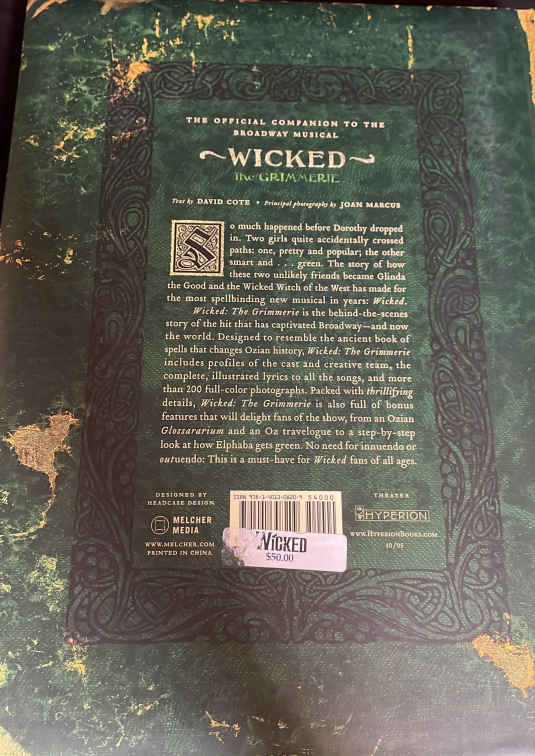 THE OFFICIAL COMPANION TO THE
BROADWAY MUSICAL
WICKED
The GRIMMERIE
Text by DAVID COTE • Principal photography by JOAN MARCUS
So much happened before Dorothy dropped
in. Two girls quite accidentally crossed
paths: one, pretty and popular; the other
smart and . . . green. The story of how
these two unlikely friends became Glinda
the Good and the Wicked Witch of the West has made for
the most spellbinding new musical in years: Wicked.
Wicked: The Grimmerie is the behind-the-scenes
story of the hit that has captivated Broadway—and now
the world. Designed to resemble the ancient book of
spells that changes Ozian history, Wicked: The Grimmerie
includes profiles of the cast and creative team, the
complete, illustrated lyrics to all the songs, and more
than 200 full-color photographs. Packed with thrillifying
details, Wicked: The Grimmerie is also full of bonus
features that will delight fans of the show, from an Ozian
Glossararium and an Oz travelogue to a step-by-step
look at how Elphaba gets green. No need for innuendo or
outuendo: This is a must-have for Wicked fans of all ages.
DESIGNED BY
HEADCASE DESIGN
MELCHER
MEDIA
WWW.MELCHER.COM
PRINTED IN CHINA
ISBN 978-1-4013-0820-9 54000
WICKED
$50.00
THEATER
HYPERION
WWW.HYPERIONBOOKS.COM
10/05